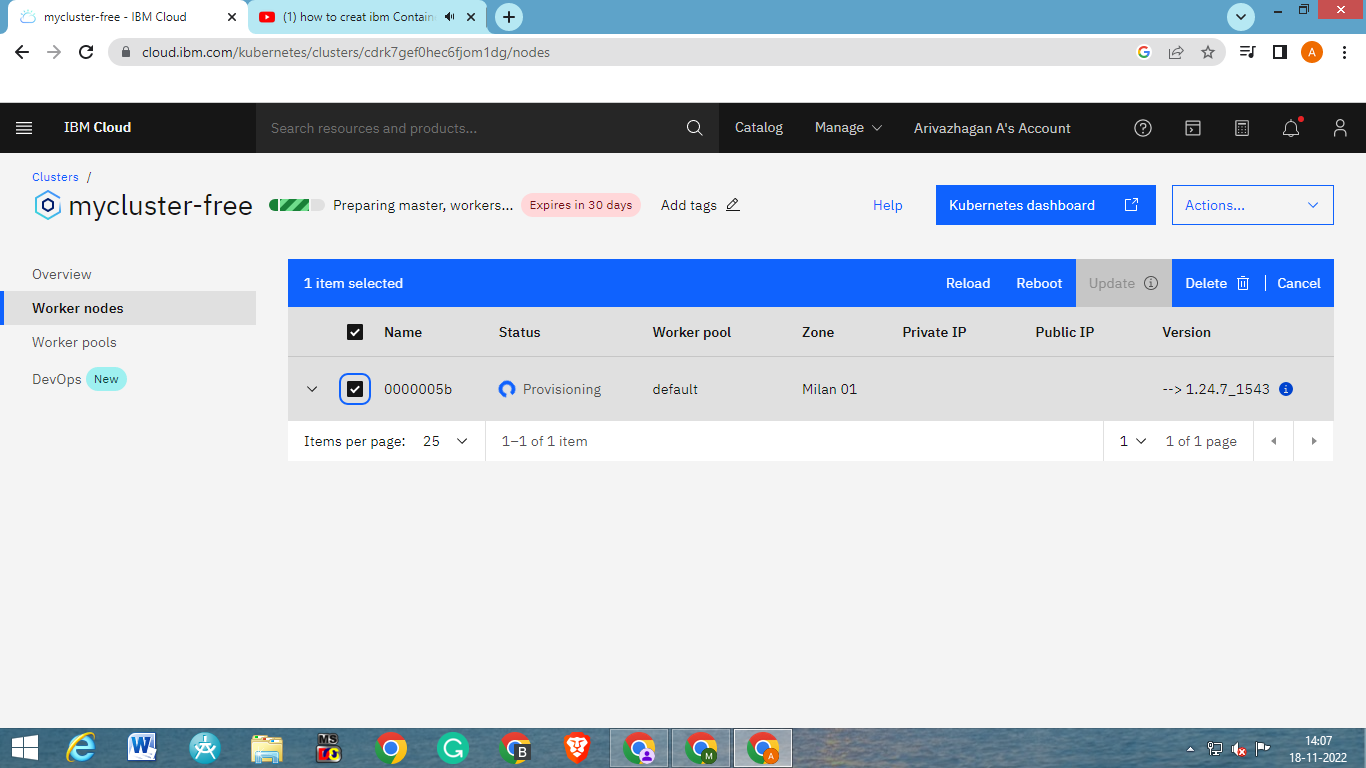 mycluster-free - IBM Cloud
(1) how to creat ibm Contain
cloud.ibm.com/kubernetes/clusters/cdrk7gef0hec6fjom1dg/nodes
A
IBM Cloud
Search resources and products...
Catalog
Manage
Arivazhagan A's Account
Clusters /
mycluster-free
Preparing master, workers...
Expires in 30 days
Add tags
Help
Kubernetes dashboard
Actions...
Overview
Worker nodes
Worker pools
DevOps New
1 item selected
Reload
Reboot
Update
Delete
Cancel
Name Status Worker pool Zone Private IP Public IP Version
0000005b Provisioning default Milan 01 --> 1.24.7_1543
Items per page: 25
1–1 of 1 item
1
1 of 1 page
W
MS
G
B
M
A
14:07
18-11-2022